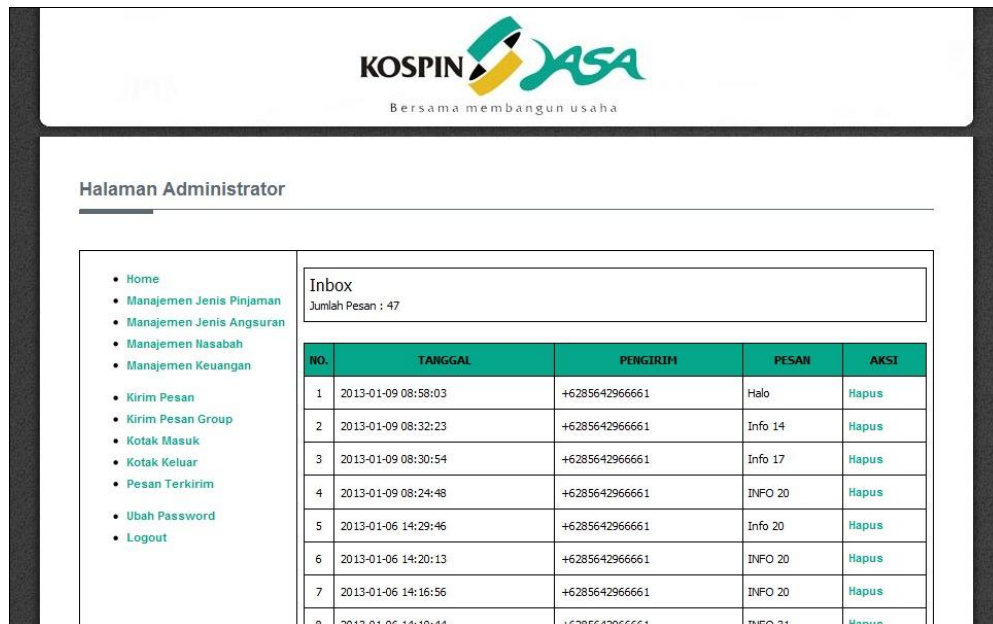 KOSPIN JASA
Bersama membangun usaha
Halaman Administrator
Home
Manajemen Jenis Pinjaman
Manajemen Jenis Angsuran
Manajemen Nasabah
Manajemen Keuangan
Kirim Pesan
Kirim Pesan Group
Kotak Masuk
Kotak Keluar
Pesan Terkirim
Ubah Password
Logout
Inbox
Jumlah Pesan : 47
NO. TANGGAL PENGIRIM PESAN AKSI
1 2013-01-09 08:58:03 +6285642966661 Halo Hapus
2 2013-01-09 08:32:23 +6285642966661 Info 14 Hapus
3 2013-01-09 08:30:54 +6285642966661 Info 17 Hapus
4 2013-01-09 08:24:48 +6285642966661 INFO 20 Hapus
5 2013-01-06 14:29:46 +6285642966661 Info 20 Hapus
6 2013-01-06 14:20:13 +6285642966661 INFO 20 Hapus
7 2013-01-06 14:16:56 +6285642966661 INFO 20 Hapus